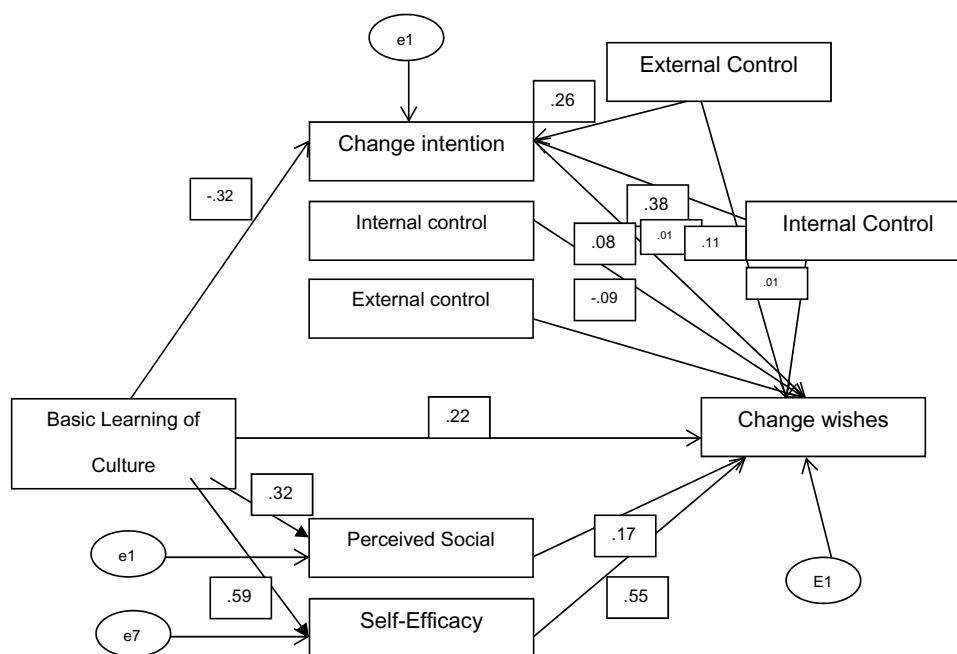 e1
External Control
.26
Change intention
-.32
.38
Internal control
Internal Control
.08
.01
.11
.01
External control
-.09
Basic Learning of
Culture
Change wishes
.22
.32
Perceived Social
.17
e1
E1
.59
.55
Self-Efficacy
e7